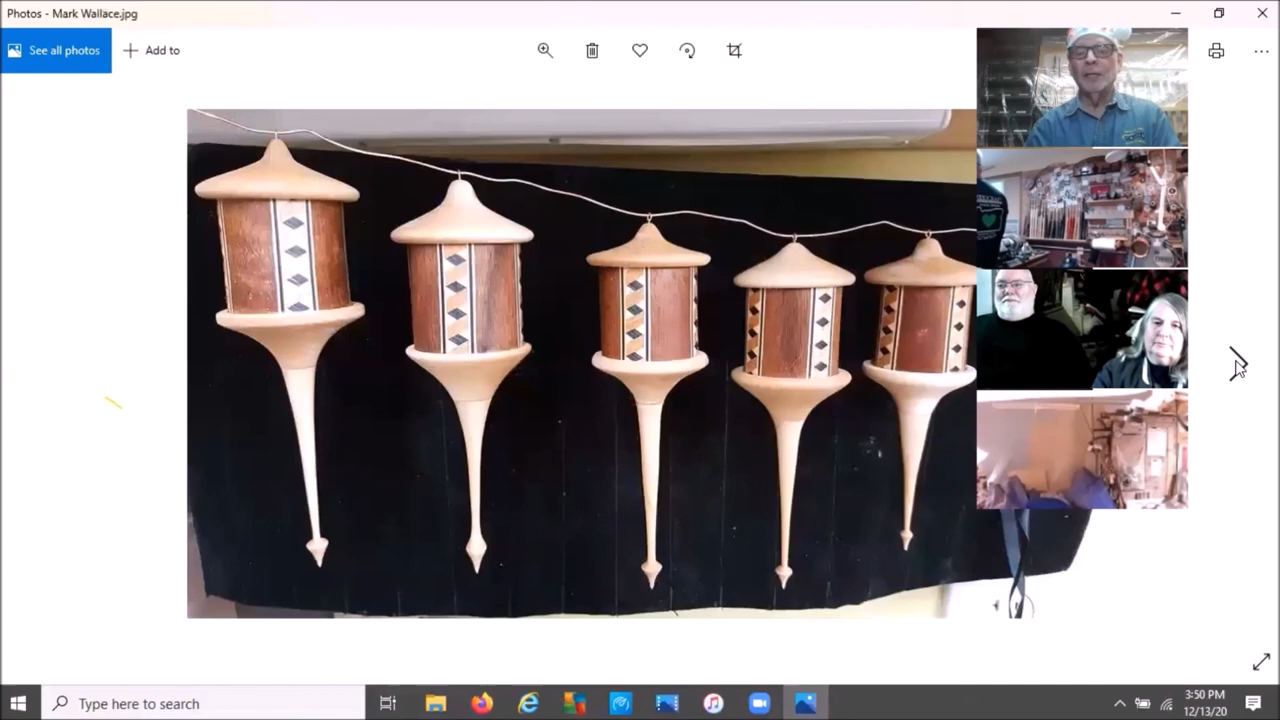 Photos - Mark Wallace.jpg
See all photos
Add to
Type here to search
3:50 PM
12/13/20